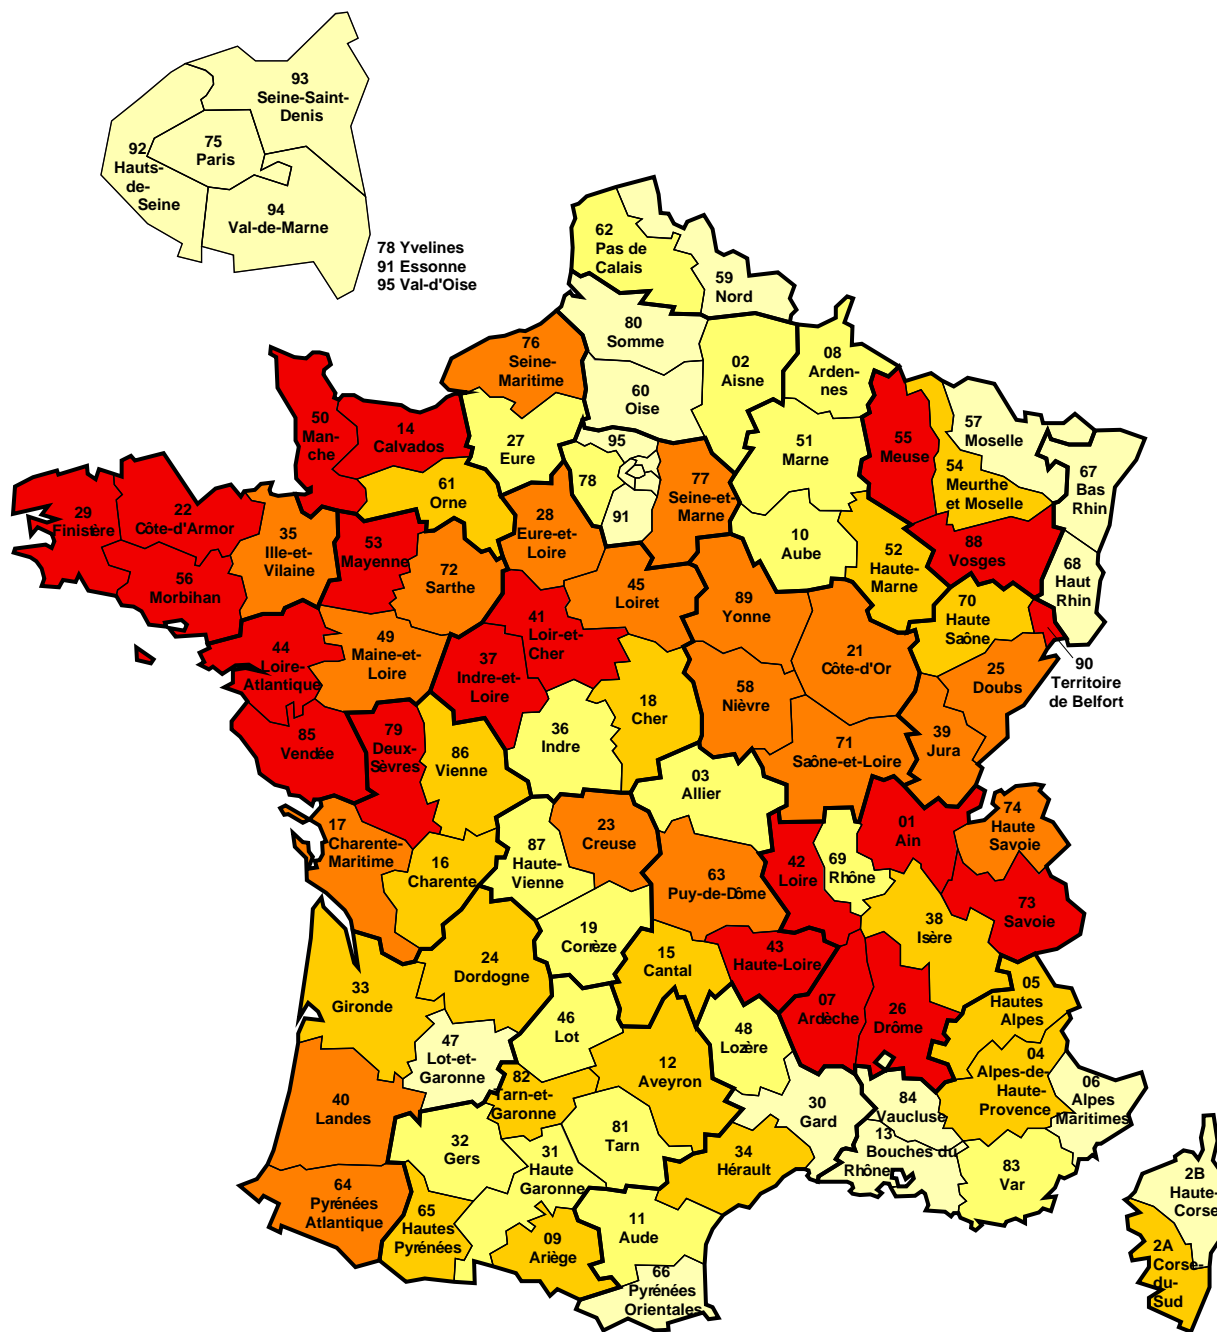 93
Seine-Saint-
Denis
75
Paris
92
Hauts-
de-
Seine
94
Val-de-Marne
78 Yvelines
91 Essonne
95 Val-d'Oise
62
Pas de
Calais
59
Nord
80
Somme
76
Seine-
Maritime
02
Aisne
08
Arden-
nes
60
Oise
50
Man-
che
14
Calvados
27
Eure
95
78
91
77
Seine-et-
Marne
51
Marne
55
Meuse
57
Moselle
54
Meurthe
et Moselle
67
Bas
Rhin
61
Orne
29
Finistère
22
Côte-d'Armor
35
Ille-et-
Vilaine
56
Morbihan
53
Mayenne
72
Sarthe
28
Eure-et-
Loire
10
Aube
52
Haute-
Marne
88
Vosges
68
Haut
Rhin
45
Loiret
89
Yonne
70
Haute
Saône
41
Loir-et-
Cher
44
Loire-
Atlantique
49
Maine-et-
Loire
37
Indre-et-
Loire
21
Côte-d'Or
25
Doubs
90
Territoire
de Belfort
58
Nièvre
18
Cher
36
Indre
85
Vendée
79
Deux-
Sèvres
86
Vienne
71
Saône-et-Loire
39
Jura
03
Allier
17
Charente-
Maritime
16
Charente
87
Haute-
Vienne
23
Creuse
63
Puy-de-Dôme
42
Loire
69
Rhône
01
Ain
74
Haute
Savoie
73
Savoie
38
Isère
19
Corrèze
24
Dordogne
15
Cantal
43
Haute-Loire
07
Ardèche
26
Drôme
05
Hautes
Alpes
33
Gironde
47
Lot-et-
Garonne
46
Lot
12
Aveyron
48
Lozère
04
Alpes-de-
Haute-
Provence
06
Alpes
Maritimes
82
Tarn-et-
Garonne
40
Landes
32
Gers
31
Haute
Garonne
81
Tarn
30
Gard
84
Vaucluse
13
Bouches du
Rhône
34
Hérault
83
Var
64
Pyrénées
Atlantique
65
Hautes
Pyrénées
09
Ariège
11
Aude
66
Pyrénées
Orientales
2B
Haute-
Corse
2A
Corse-
du-
Sud